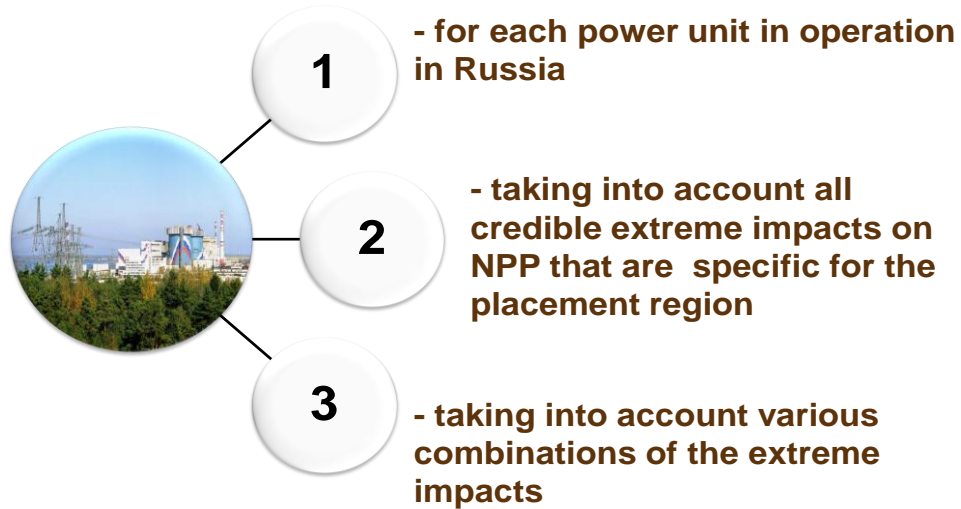 1
- for each power unit in operation
in Russia
2
- taking into account all
credible extreme impacts on
NPP that are specific for the
placement region
3
- taking into account various
combinations of the extreme
impacts